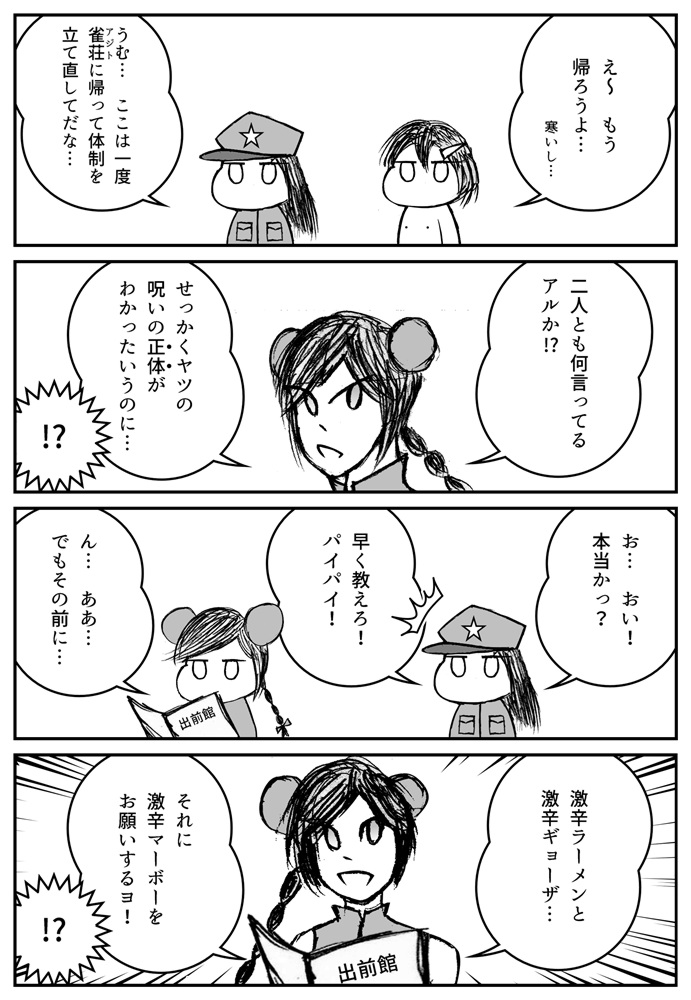 え〜 もう
帰ろうよ…
寒いし…
うむ… ここは一度
雀荘に帰って体制を
アジト
立て直してだな…
二人とも何言ってる
アルか!?
せっかくヤツの
呪いの正体が
わかったいうのに…
!?
お… おい！
本当かっ？
早く教えろ！
パイパイ！
ん… ああ…
でもその前に…
出前館
激辛ラーメンと
激辛ギョーザ…
それに
激辛マーボーを
お願いするヨ！
!?
出前館